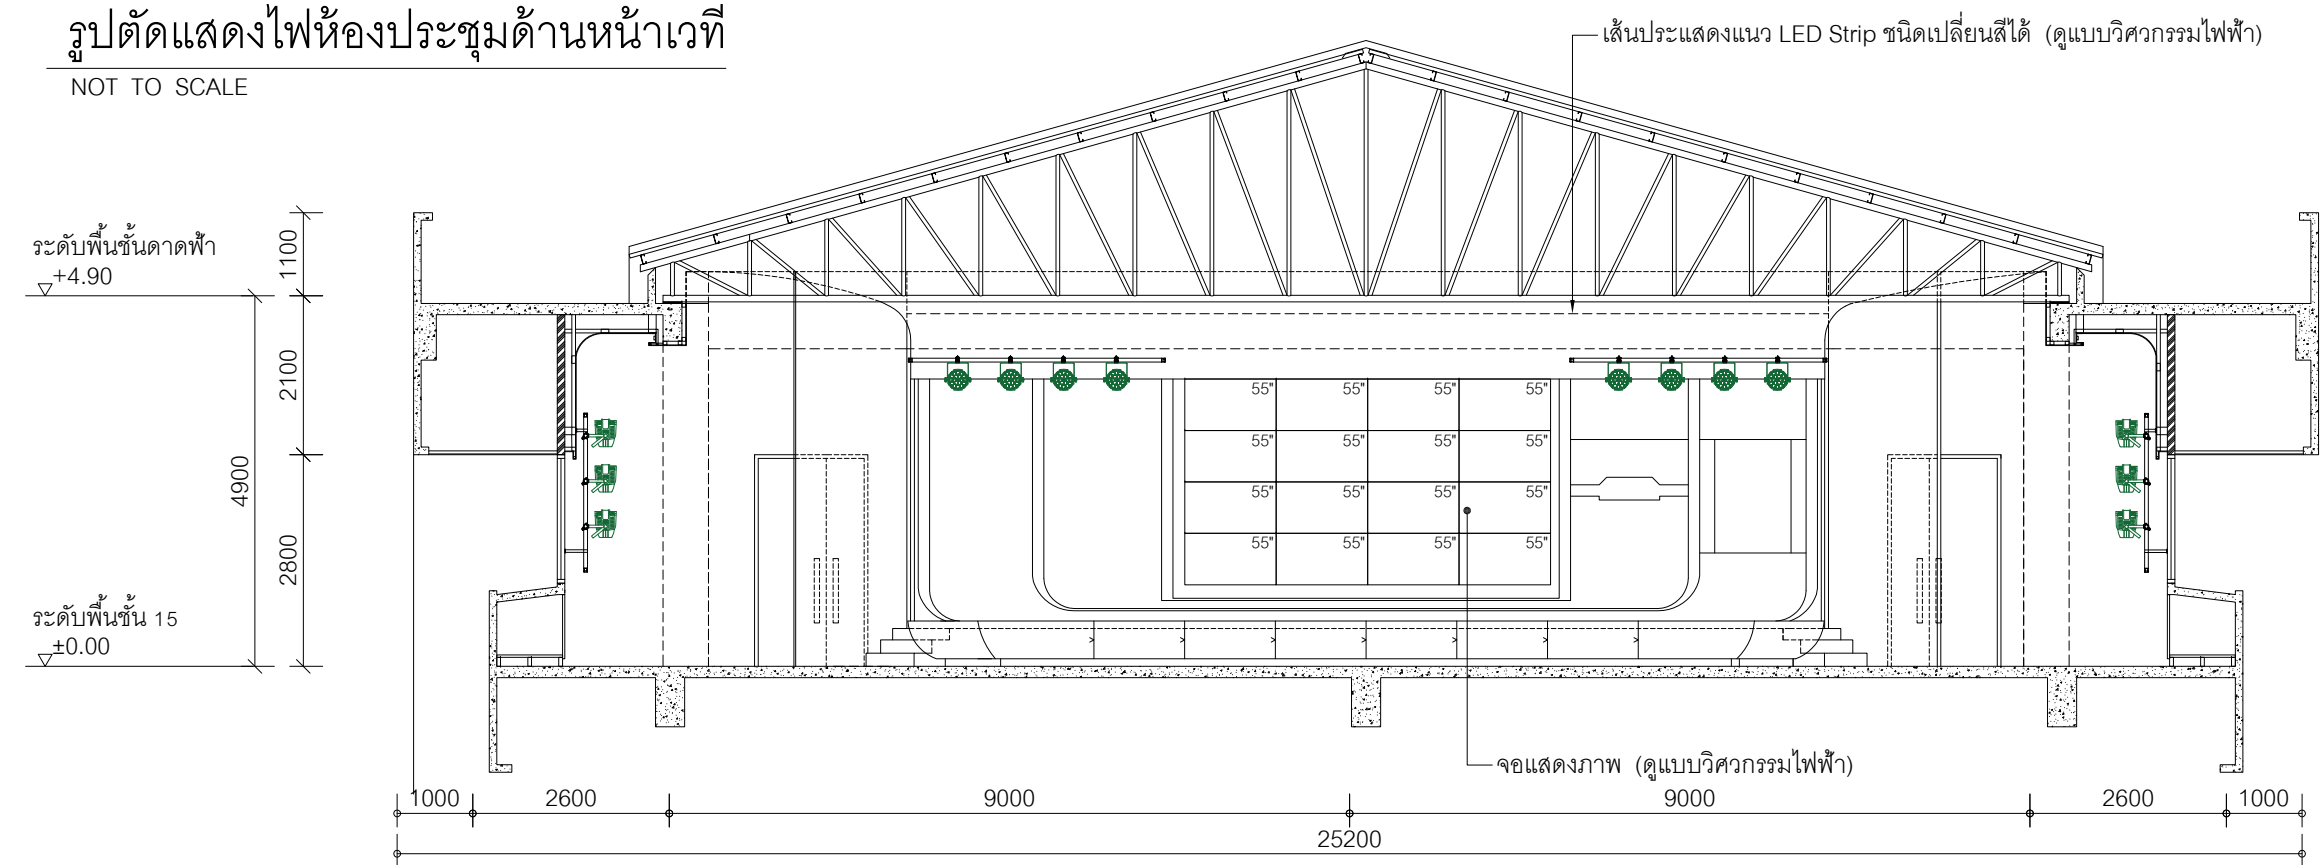 รูปตัดแสดงไฟห้องประชุมด้านหน้าเวที
NOT TO SCALE
เส้นประแสดงแนว LED Strip ชนิดเปลี่ยนสีได้ (ดูแบบวิศวกรรมไฟฟ้า)
ระดับพื้นชั้นดาดฟ้า
+4.90
1100
2100
4900
2800
55" 55" 55" 55"
55" 55" 55" 55"
55" 55" 55" 55"
55" 55" 55" 55"
ระดับพื้นชั้น 15
±0.00
จอแสดงภาพ (ดูแบบวิศวกรรมไฟฟ้า)
1000 2600 9000 9000 2600 1000
25200